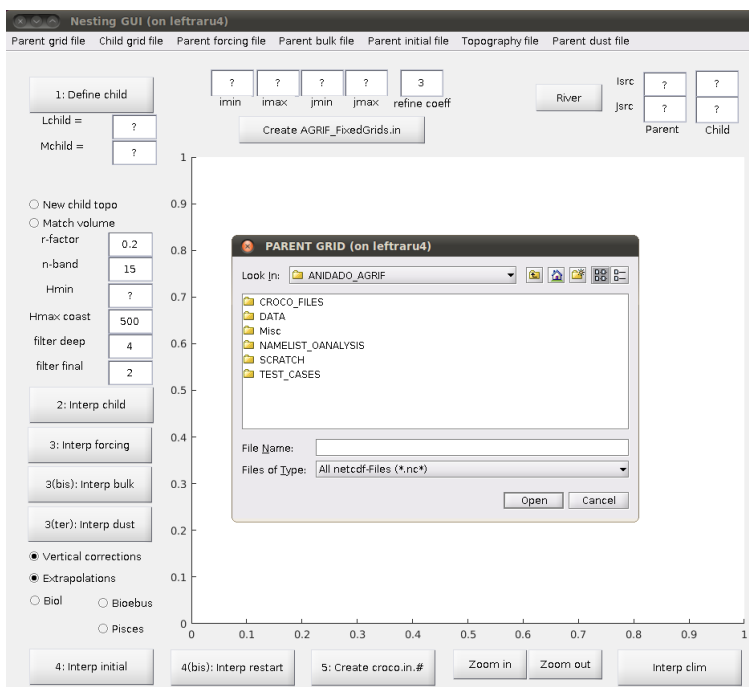 Nesting GUI (on leftraru4)
Parent grid file Child grid file Parent forcing file Parent bulk file Parent initial file Topography file Parent dust file
1: Define child
? ? ? ? 3
imin imax jmin jmax refine coeff
River
Isrc ? ?
Jsrc ? ?
Parent Child
Lchild = ?
Mchild = ?
Create AGRIF_FixedGrids.in
New child topo
Match volume
r-factor 0.2
n-band 15
Hmin ?
Hmax coast 500
filter deep 4
filter final 2
2: Interp child
3: Interp forcing
3(bis): Interp bulk
3(ter): Interp dust
Vertical corrections
Extrapolations
Biol Bioebus
Pisces
1
0.9
0.8
0.7
0.6
0.5
0.4
0.3
0.2
0.1
0
0 0.1 0.2 0.3 0.4 0.5 0.6 0.7 0.8 0.9 1
PARENT GRID (on leftraru4)
Look In: ANIDADO_AGRIF
CROCO_FILES
DATA
Misc
NAMELIST_OANALYSIS
SCRATCH
TEST_CASES
File Name:
Files of Type: All netcdf-Files (*.nc*)
Open Cancel
4: Interp initial 4(bis): Interp restart 5: Create croco.in.# Zoom in Zoom out Interp clim